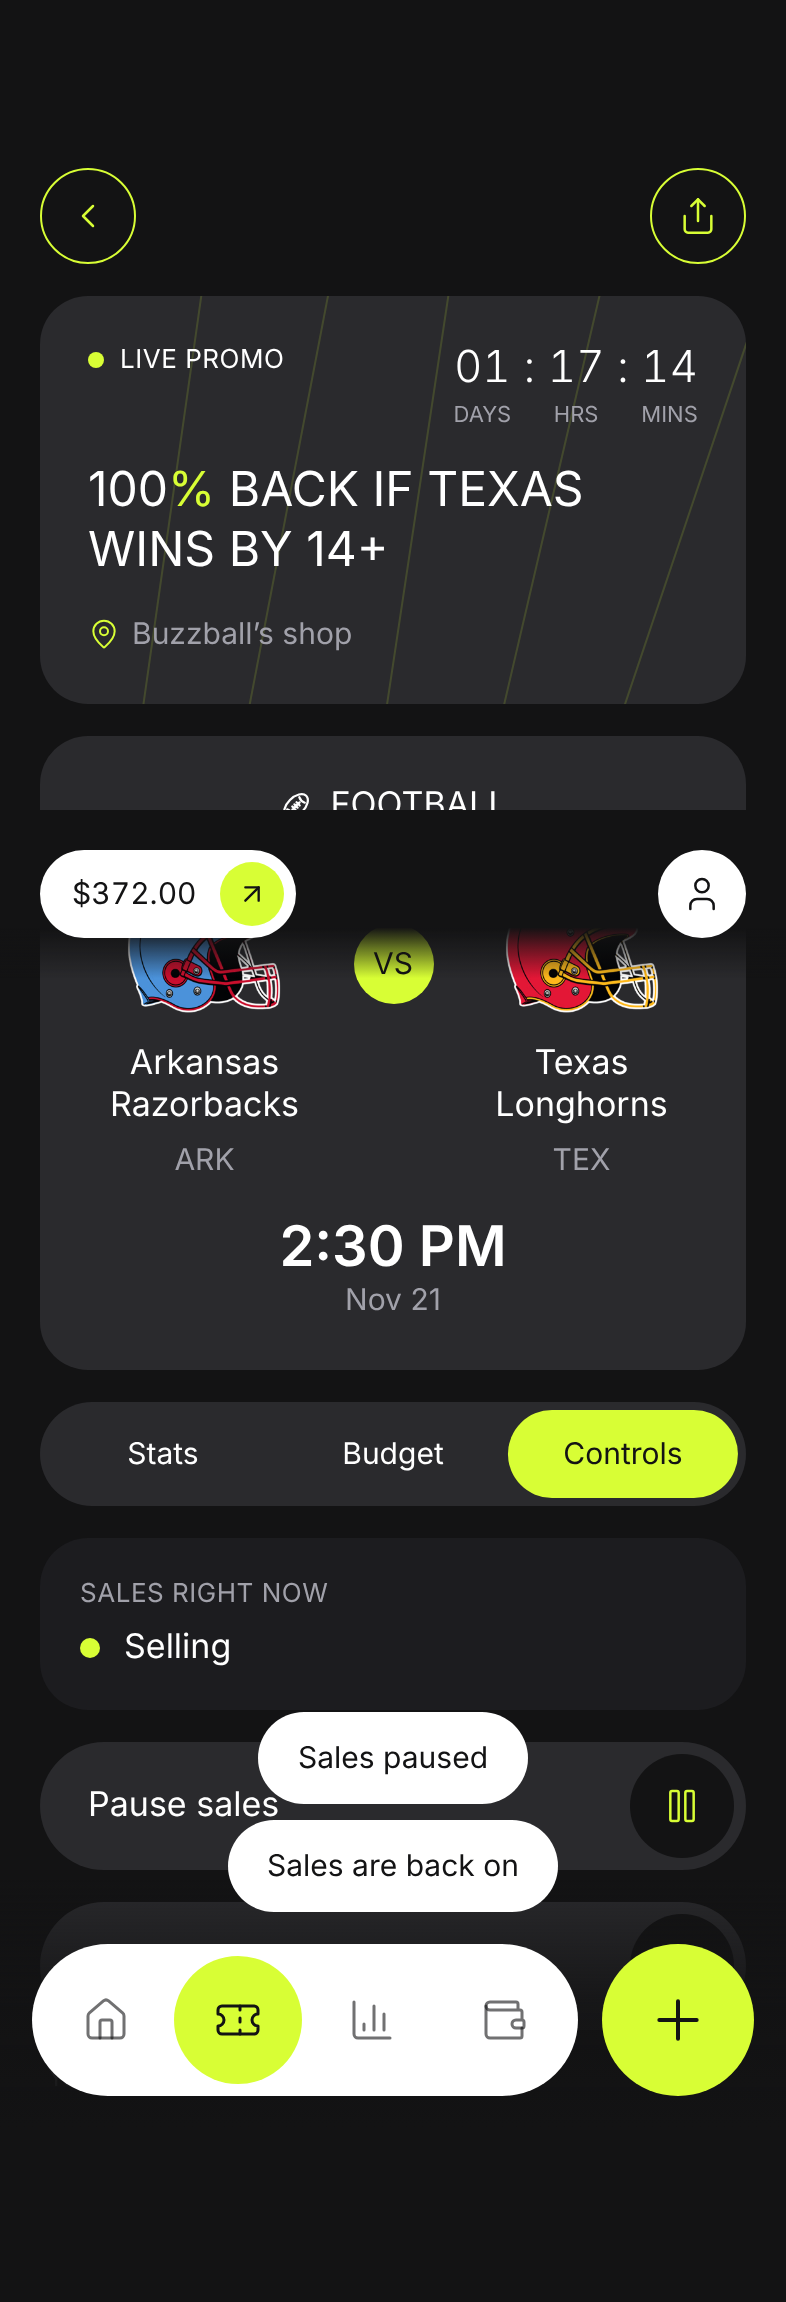 LIVE PROMO
01 : 17 : 14
DAYS HRS MINS
100% BACK IF TEXAS
WINS BY 14+
Buzzball’s shop
FOOTBALL
$372.00
VS
Arkansas
Razorbacks
ARK
Texas
Longhorns
TEX
2:30 PM
Nov 21
Stats Budget Controls
SALES RIGHT NOW
Selling
Sales paused
Pause sales
Sales are back on